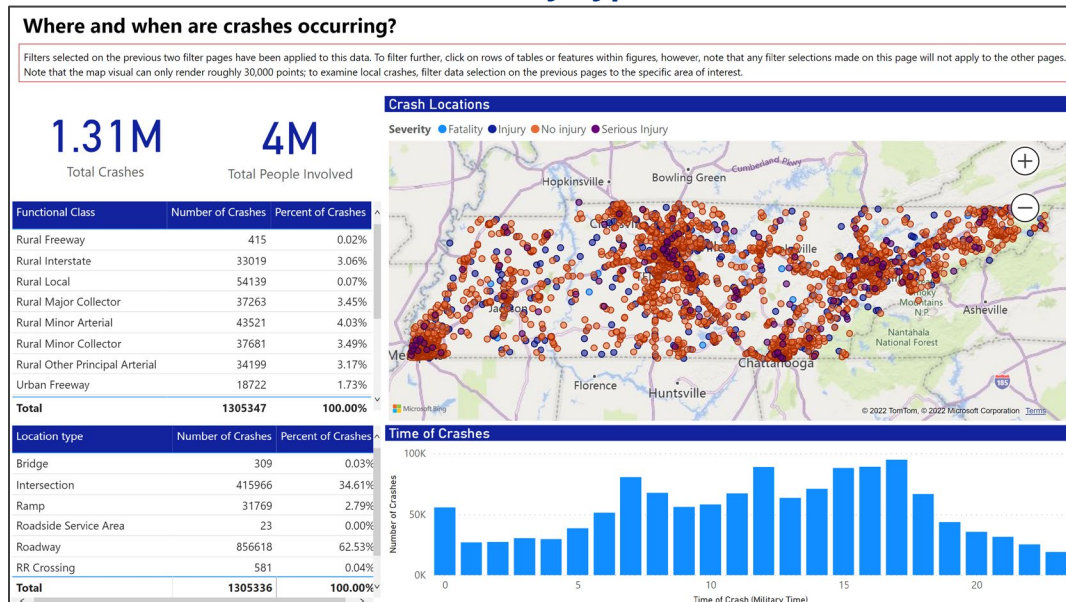 Where and when are crashes occurring?
Filters selected on the previous two filter pages have been applied to this data. To filter further, click on rows of tables or features within figures, however, note that any filter selections made on this page will not apply to the other pages.
Note that the map visual can only render roughly 30,000 points; to examine local crashes, filter data selection on the previous pages to the specific area of interest.
1.31M
Total Crashes
4M
Total People Involved
Functional Class Number of Crashes Percent of Crashes
Rural Freeway 415 0.02%
Rural Interstate 33019 3.06%
Rural Local 54139 0.07%
Rural Major Collector 37263 3.45%
Rural Minor Arterial 43521 4.03%
Rural Minor Collector 37681 3.49%
Rural Other Principal Arterial 34199 3.17%
Urban Freeway 18722 1.73%
Total 1305347 100.00%
Location type Number of Crashes Percent of Crashes
Bridge 309 0.03%
Intersection 415966 34.61%
Ramp 31769 2.79%
Roadside Service Area 23 0.00%
Roadway 856618 62.53%
RR Crossing 581 0.04%
Total 1305336 100.00%
Crash Locations
Severity Fatality Injury No injury Serious Injury
Cumberland Pkwy
Hopkinsville
Bowling Green
Mountains
N.P.
Asheville
Nantahala
National Forest
Chattanooga
Florence
Huntsville
185
Microsoft Bing
© 2022 TomTom, © 2022 Microsoft Corporation Terms
Time of Crashes
Number of Crashes
100K
50K
0K
0 5 10 15 20
Time of Crash (Military Time)